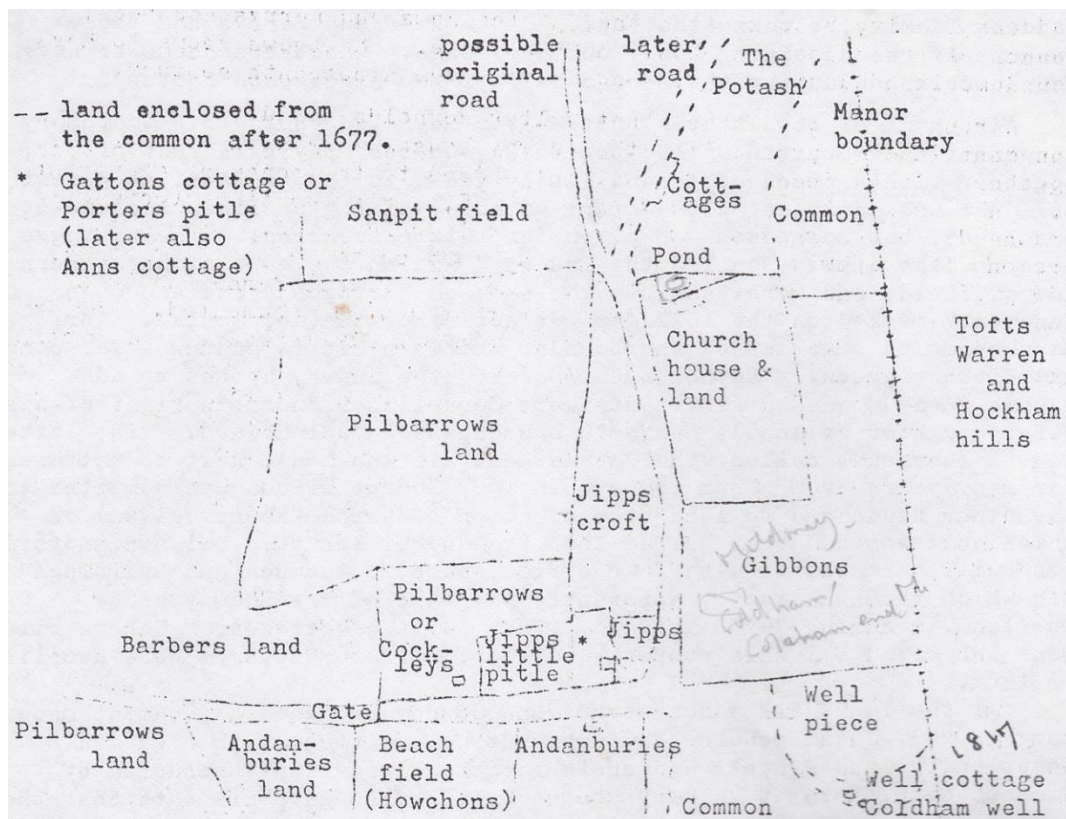 possible
original
road
later
road
The
Potash
- land enclosed from
the common after 1677.
Manor
boundary
* Gattons cottage or
Porters pitle
(later also
Anns cottage)
Sanpit field
Cott-
ages
Common
Pond
Church
house &
land
Tofts
Warren
and
Hockham
hills
Pilbarrows
land
Jipps
croft
Gibbons
Coldham
Pilbarrows
or
Cock-
leys
Barbers land
Jipps
little
pitle
*
Jipps
Gate
Well
piece
Pilbarrows
land
Andan-
buries
land
Beach
field
(Howchons)
Andanburies
1847
Well cottage
Coldham well
Common